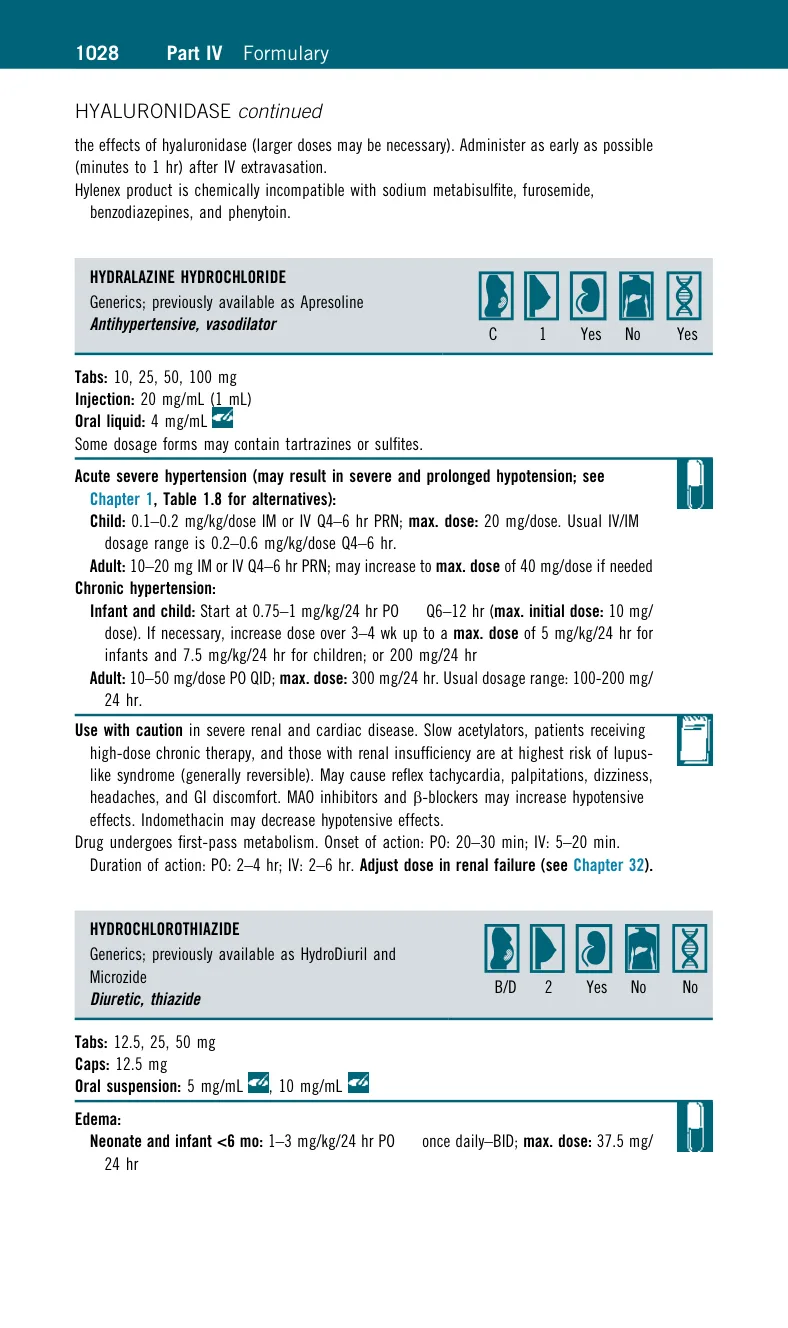 1028 Part IV Formulary
HYALURONIDASE continued
the effects of hyaluronidase (larger doses may be necessary). Administer as early as possible
(minutes to 1 hr) after IV extravasation.
Hylenex product is chemically incompatible with sodium metabisulfite, furosemide,
benzodiazepines, and phenytoin.
HYDRALAZINE HYDROCHLORIDE
Generics; previously available as Apresoline
Antihypertensive, vasodilator
C 1 Yes No Yes
Tabs: 10, 25, 50, 100 mg
Injection: 20 mg/mL (1 mL)
Oral liquid: 4 mg/mL
Some dosage forms may contain tartrazines or sulfites.
Acute severe hypertension (may result in severe and prolonged hypotension; see
Chapter 1, Table 1.8 for alternatives):
Child: 0.1–0.2 mg/kg/dose IM or IV Q4–6 hr PRN; max. dose: 20 mg/dose. Usual IV/IM
dosage range is 0.2–0.6 mg/kg/dose Q4–6 hr.
Adult: 10–20 mg IM or IV Q4–6 hr PRN; may increase to max. dose of 40 mg/dose if needed
Chronic hypertension:
Infant and child: Start at 0.75–1 mg/kg/24 hr PO Q6–12 hr (max. initial dose: 10 mg/
dose). If necessary, increase dose over 3–4 wk up to a max. dose of 5 mg/kg/24 hr for
infants and 7.5 mg/kg/24 hr for children; or 200 mg/24 hr
Adult: 10–50 mg/dose PO QID; max. dose: 300 mg/24 hr. Usual dosage range: 100-200 mg/
24 hr.
Use with caution in severe renal and cardiac disease. Slow acetylators, patients receiving
high-dose chronic therapy, and those with renal insufficiency are at highest risk of lupus-
like syndrome (generally reversible). May cause reflex tachycardia, palpitations, dizziness,
headaches, and GI discomfort. MAO inhibitors and β-blockers may increase hypotensive
effects. Indomethacin may decrease hypotensive effects.
Drug undergoes first-pass metabolism. Onset of action: PO: 20–30 min; IV: 5–20 min.
Duration of action: PO: 2–4 hr; IV: 2–6 hr. Adjust dose in renal failure (see Chapter 32).
HYDROCHLOROTHIAZIDE
Generics; previously available as HydroDiuril and
Microzide
Diuretic, thiazide
B/D 2 Yes No No
Tabs: 12.5, 25, 50 mg
Caps: 12.5 mg
Oral suspension: 5 mg/mL , 10 mg/mL
Edema:
Neonate and infant <6 mo: 1–3 mg/kg/24 hr PO once daily–BID; max. dose: 37.5 mg/
24 hr